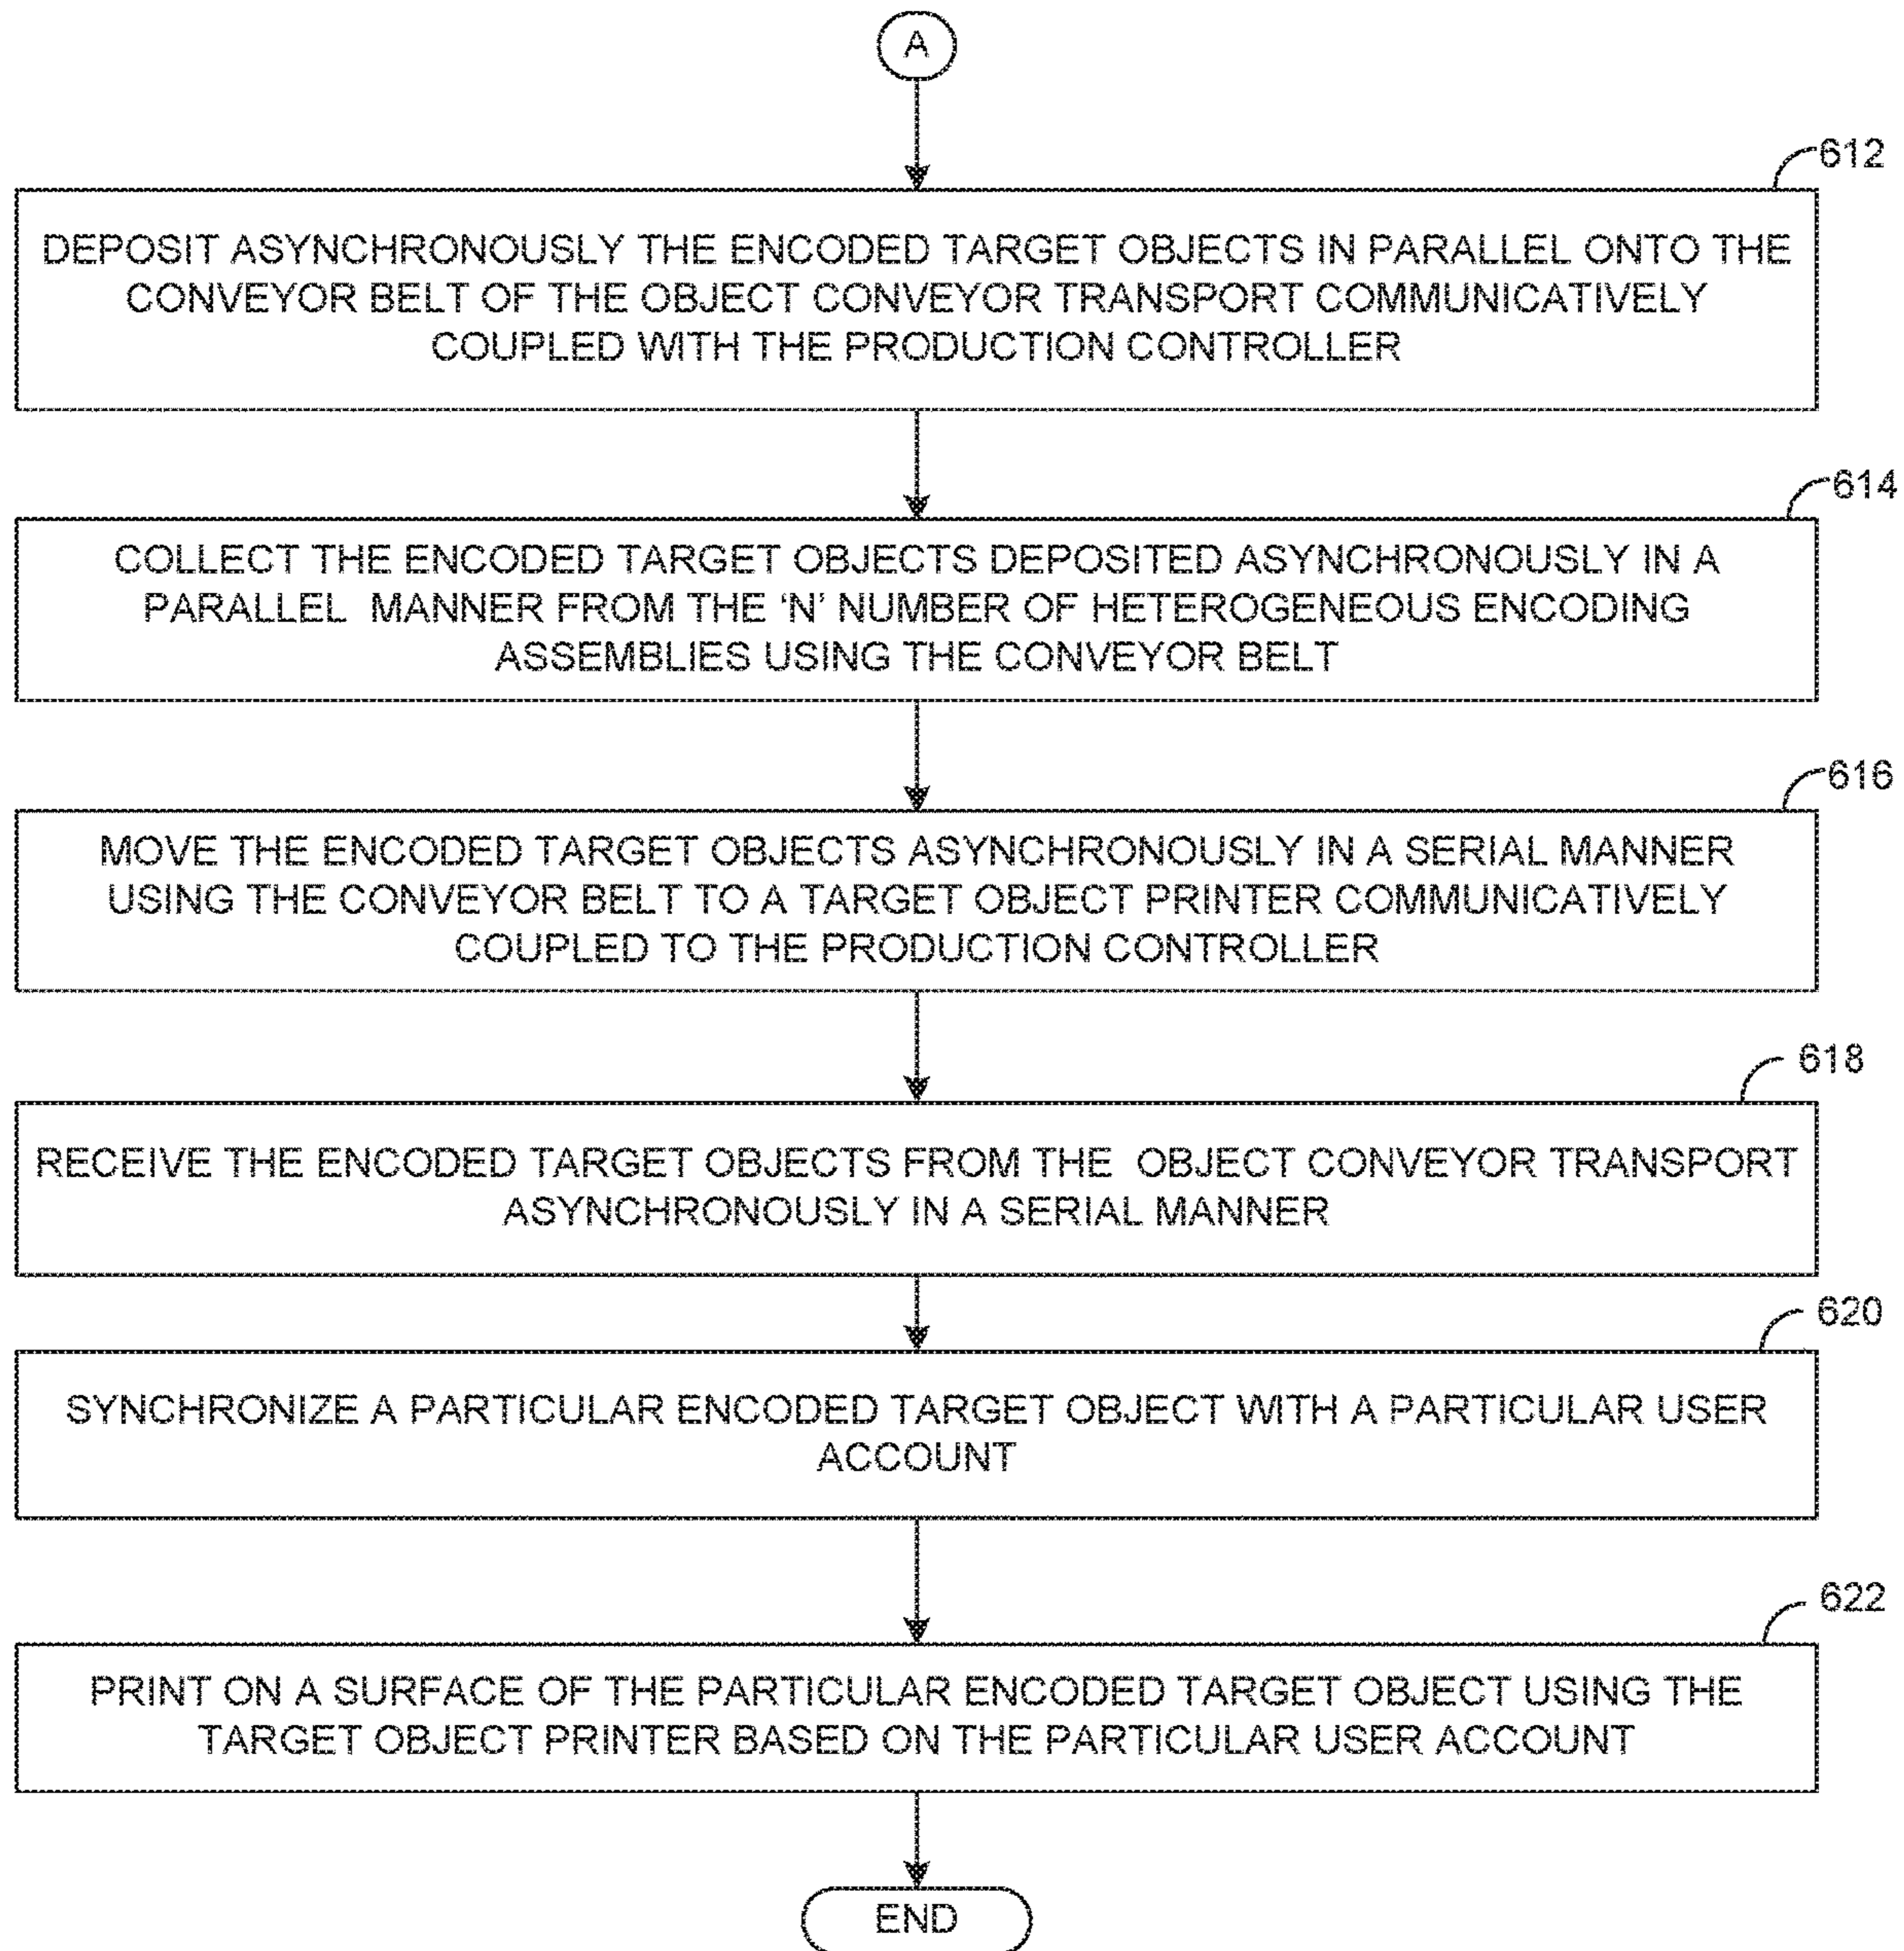 A
612
DEPOSIT ASYNCHRONOUSLY THE ENCODED TARGET OBJECTS IN PARALLEL ONTO THE
CONVEYOR BELT OF THE OBJECT CONVEYOR TRANSPORT COMMUNICATIVELY
COUPLED WITH THE PRODUCTION CONTROLLER
614
COLLECT THE ENCODED TARGET OBJECTS DEPOSITED ASYNCHRONOUSLY IN A
PARALLEL MANNER FROM THE ‘N’ NUMBER OF HETEROGENEOUS ENCODING
ASSEMBLIES USING THE CONVEYOR BELT
616
MOVE THE ENCODED TARGET OBJECTS ASYNCHRONOUSLY IN A SERIAL MANNER
USING THE CONVEYOR BELT TO A TARGET OBJECT PRINTER COMMUNICATIVELY
COUPLED TO THE PRODUCTION CONTROLLER
618
RECEIVE THE ENCODED TARGET OBJECTS FROM THE OBJECT CONVEYOR TRANSPORT
ASYNCHRONOUSLY IN A SERIAL MANNER
620
SYNCHRONIZE A PARTICULAR ENCODED TARGET OBJECT WITH A PARTICULAR USER
ACCOUNT
622
PRINT ON A SURFACE OF THE PARTICULAR ENCODED TARGET OBJECT USING THE
TARGET OBJECT PRINTER BASED ON THE PARTICULAR USER ACCOUNT
END